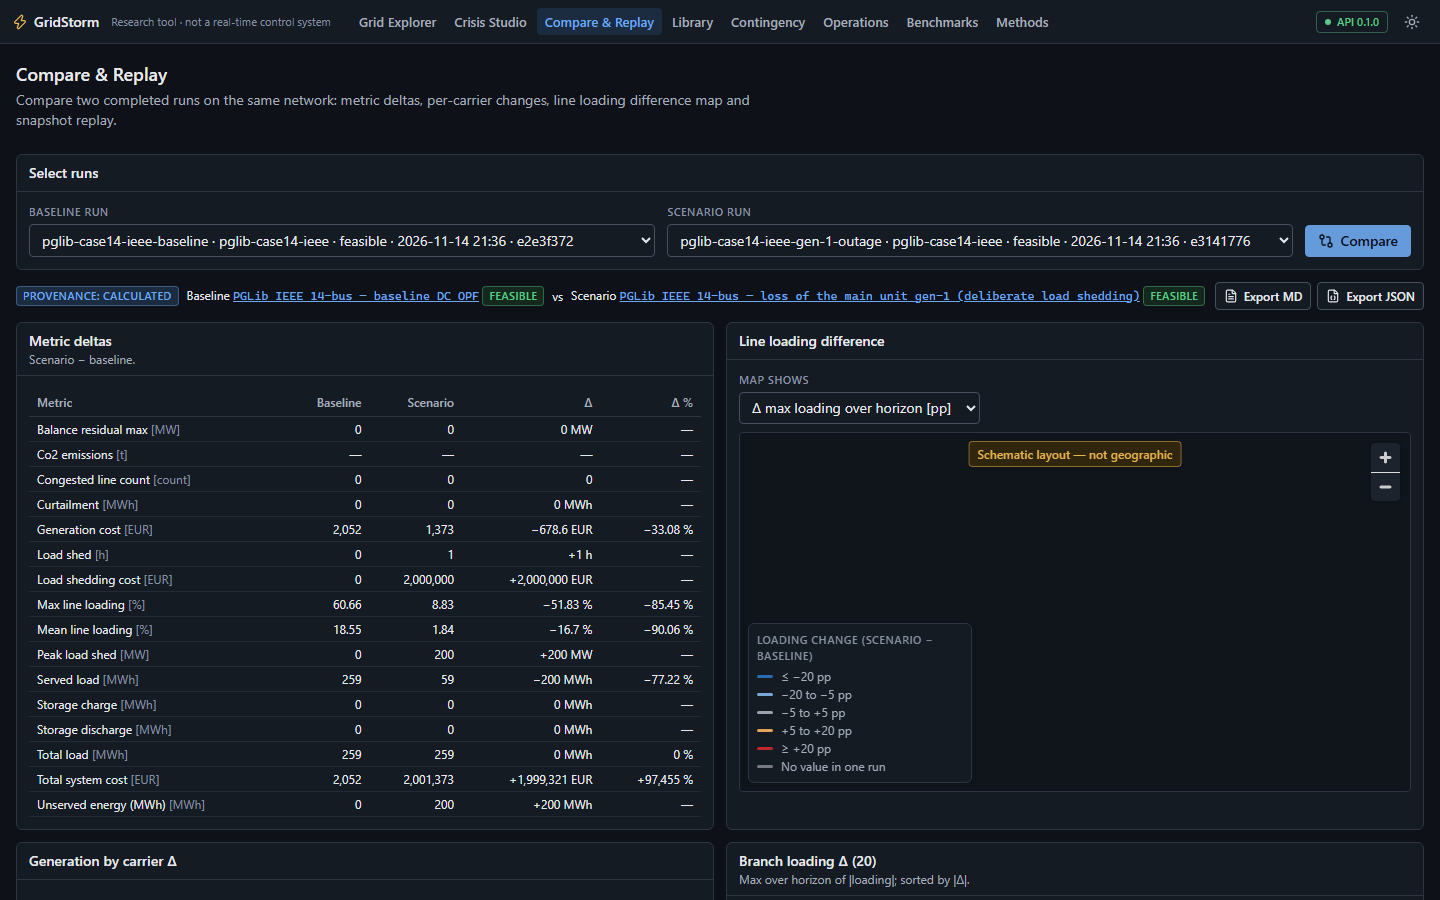 GridStorm Research tool · not a real-time control system Grid Explorer Crisis Studio Compare & Replay Library Contingency Operations Benchmarks Methods API 0.1.0
Compare & Replay
Compare two completed runs on the same network: metric deltas, per-carrier changes, line loading difference map and
snapshot replay.
Select runs
BASELINE RUN SCENARIO RUN
pglib-case14-ieee-baseline · pglib-case14-ieee · feasible · 2026-11-14 21:36 · e2e3f372 pglib-case14-ieee-gen-1-outage · pglib-case14-ieee · feasible · 2026-11-14 21:36 · e3141776 Compare
PROVENANCE: CALCULATED Baseline PGLib IEEE 14-bus — baseline DC OPF FEASIBLE vs Scenario PGLib IEEE 14-bus — loss of the main unit gen-1 (deliberate load shedding) FEASIBLE Export MD Export JSON
Metric deltas
Scenario − baseline.
Metric Baseline Scenario Δ Δ %
Balance residual max [MW] 0 0 0 MW —
Co2 emissions [t] — — — —
Congested line count [count] 0 0 0 —
Curtailment [MWh] 0 0 0 MWh —
Generation cost [EUR] 2,052 1,373 −678.6 EUR −33.08 %
Load shed [h] 0 1 +1 h —
Load shedding cost [EUR] 0 2,000,000 +2,000,000 EUR —
Max line loading [%] 60.66 8.83 −51.83 % −85.45 %
Mean line loading [%] 18.55 1.84 −16.7 % −90.06 %
Peak load shed [MW] 0 200 +200 MW —
Served load [MWh] 259 59 −200 MWh −77.22 %
Storage charge [MWh] 0 0 0 MWh —
Storage discharge [MWh] 0 0 0 MWh —
Total load [MWh] 259 259 0 MWh 0 %
Total system cost [EUR] 2,052 2,001,373 +1,999,321 EUR +97,455 %
Unserved energy (MWh) [MWh] 0 200 +200 MWh —
Line loading difference
MAP SHOWS
Δ max loading over horizon [pp]
Schematic layout — not geographic
+
−
LOADING CHANGE (SCENARIO −
BASELINE)
≤ −20 pp
−20 to −5 pp
−5 to +5 pp
+5 to +20 pp
≥ +20 pp
No value in one run
Generation by carrier Δ
Branch loading Δ (20)
Max over horizon of |loading|; sorted by |Δ|.